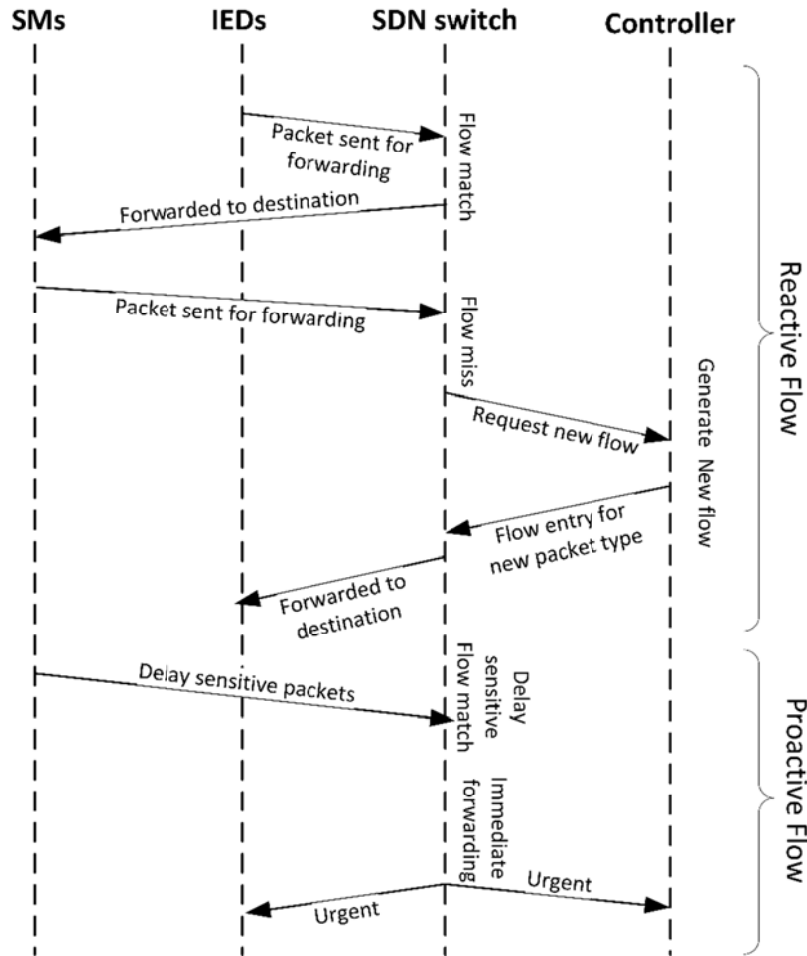 SMs
IEDs
SDN switch
Controller
Packet sent for
forwarding
Flow match
Forwarded to destination
Packet sent for forwarding
Flow miss
Request new flow
Generate New flow
Flow entry for
new packet type
Forwarded to
destination
Reactive Flow
Delay sensitive packets
Delay
sensitive
Flow match
Immediate
forwarding
Urgent
Urgent
Proactive Flow